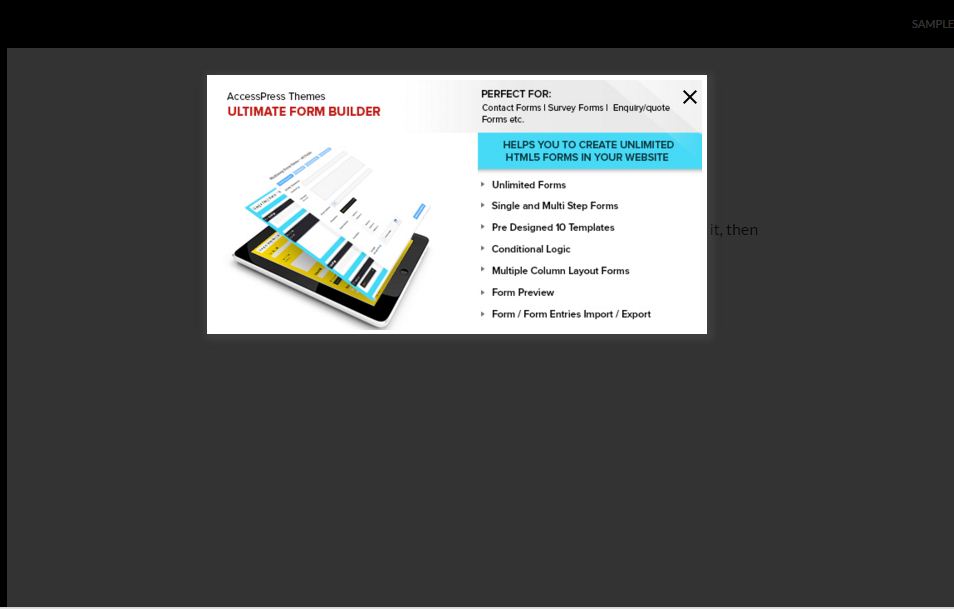 SAMPLE
AccessPress Themes
ULTIMATE FORM BUILDER
PERFECT FOR:
Contact Forms I Survey Forms I Enquiry/quote
Forms etc.
HELPS YOU TO CREATE UNLIMITED
HTML5 FORMS IN YOUR WEBSITE
Unlimited Forms
Single and Multi Step Forms
Pre Designed 10 Templates
it, then
Conditional Logic
Multiple Column Layout Forms
Form Preview
Form / Form Entries Import / Export